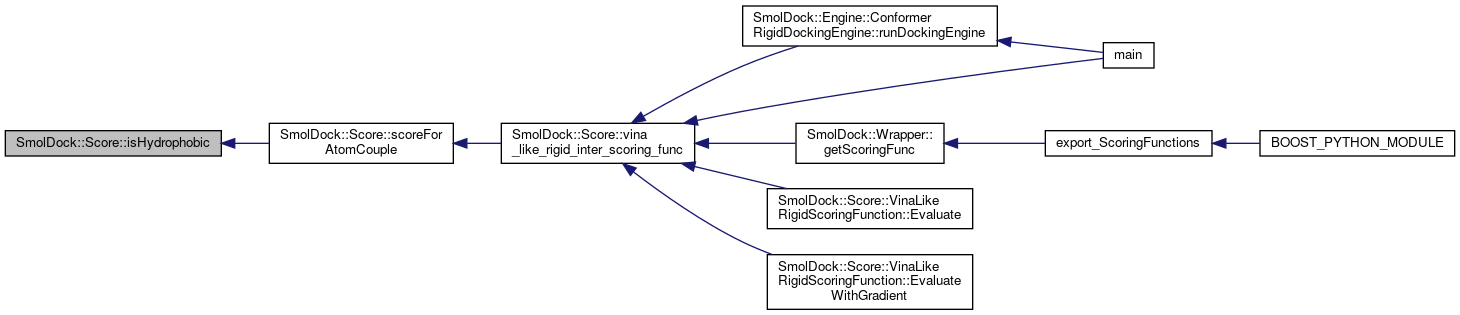 SmolDock::Score::isHydrophobic
SmolDock::Score::scoreFor
AtomCouple
SmolDock::Score::vina
_like_rigid_inter_scoring_func
SmolDock::Engine::Conformer
RigidDockingEngine::runDockingEngine
main
SmolDock::Wrapper::
getScoringFunc
export_ScoringFunctions
BOOST_PYTHON_MODULE
SmolDock::Score::VinaLike
RigidScoringFunction::Evaluate
SmolDock::Score::VinaLike
RigidScoringFunction::Evaluate
WithGradient